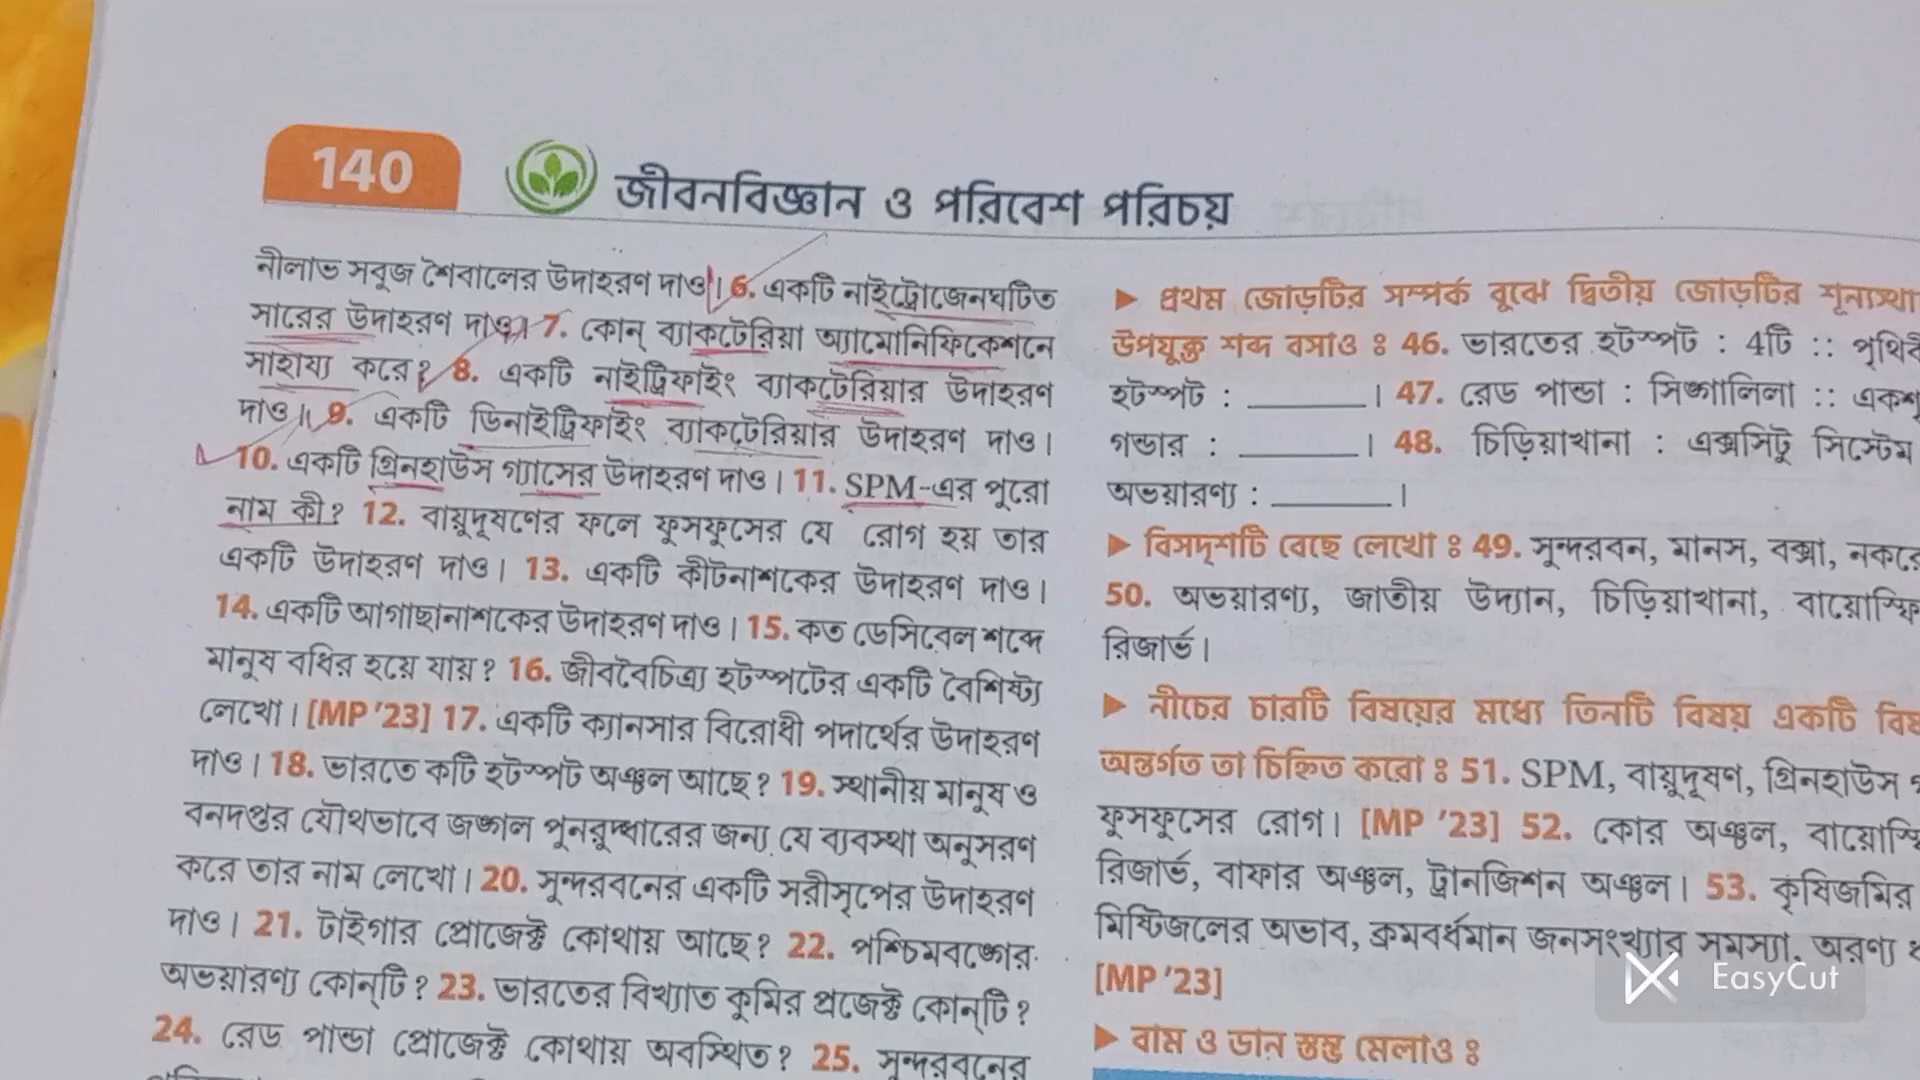 140
জীবনবিজ্ঞান ও পরিবেশ পরিচয়
নীলাভ সবুজ শৈবালের উদাহরণ দাও। 6. একটি নাইট্রোজেনঘটিত
সারের উদাহরণ দাও। 7. কোন্ ব্যাকটেরিয়া অ্যামোনিফিকেশনে
সাহায্য করে? 8. একটি নাইট্রিফাইং ব্যাকটেরিয়ার উদাহরণ
দাও। 9. একটি ডিনাইট্রিফাইং ব্যাকটেরিয়ার উদাহরণ দাও।
10. একটি গ্রিনহাউস গ্যাসের উদাহরণ দাও। 11. SPM-এর পুরো
নাম কী? 12. বায়ুদূষণের ফলে ফুসফুসের যে রোগ হয় তার
একটি উদাহরণ দাও। 13. একটি কীটনাশকের উদাহরণ দাও।
14. একটি আগাছানাশকের উদাহরণ দাও। 15. কত ডেসিবেল শব্দে
মানুষ বধির হয়ে যায়? 16. জীববৈচিত্র্য হটস্পটের একটি বৈশিষ্ট্য
লেখো। [MP '23] 17. একটি ক্যানসার বিরোধী পদার্থের উদাহরণ
দাও। 18. ভারতে কটি হটস্পট অঞ্চল আছে? 19. স্থানীয় মানুষ ও
বনদপ্তর যৌথভাবে জঙ্গল পুনরুদ্ধারের জন্য যে ব্যবস্থা অনুসরণ
করে তার নাম লেখো। 20. সুন্দরবনের একটি সরীসৃপের উদাহরণ
দাও। 21. টাইগার প্রোজেক্ট কোথায় আছে? 22. পশ্চিমবঙ্গের
অভয়ারণ্য কোন্‌টি? 23. ভারতের বিখ্যাত কুমির প্রজেক্ট কোন্‌টি?
24. রেড পান্ডা প্রোজেক্ট কোথায় অবস্থিত? 25. সুন্দরবনের
▶ প্রথম জোড়টির সম্পর্ক বুঝে দ্বিতীয় জোড়টির
উপযুক্ত শব্দ বসাও ঃ 46. ভারতের হটস্পট : 4টি ::
হটস্পট : ______। 47. রেড পান্ডা : সিঙ্গালিলা ::
গন্ডার : ______। 48. চিড়িয়াখানা : এক্সসিটু সিস্টেম
অভয়ারণ্য : ______।
▶ বিসদৃশটি বেছে লেখো ঃ 49. সুন্দরবন, মানস, বক্সা,
50. অভয়ারণ্য, জাতীয় উদ্যান, চিড়িয়াখানা,
রিজার্ভ।
▶ নীচের চারটি বিষয়ের মধ্যে তিনটি বিষয় একটি
অন্তর্গত তা চিহ্নিত করো ঃ 51. SPM, বায়ুদূষণ, গ্রিনহাউস
ফুসফুসের রোগ। [MP '23] 52. কোর অঞ্চল,
রিজার্ভ, বাফার অঞ্চল, ট্রানজিশন অঞ্চল। 53. কৃষিজমির
মিষ্টিজলের অভাব, ক্রমবর্ধমান জনসংখ্যার সমস্যা, অরণ্য
[MP '23]
▶ বাম ও ডান স্তম্ভ মেলাও ঃ
EasyCut